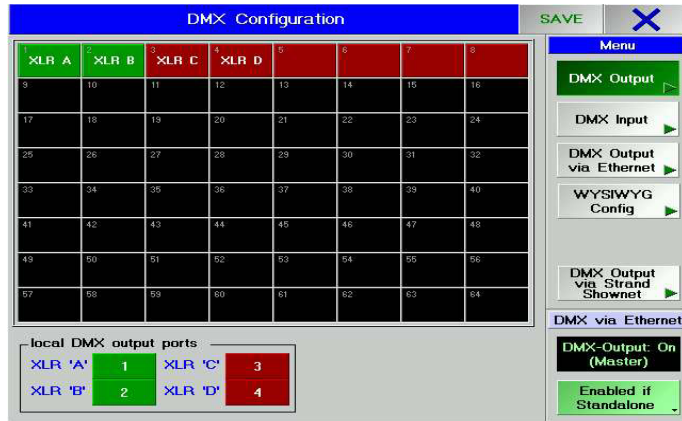 DMX Configuration
SAVE
1 2 3 4 5 6 7 8
XLR A XLR B XLR C XLR D
9 10 11 12 13 14 15 16
17 18 19 20 21 22 23 24
25 26 27 28 29 30 31 32
33 34 35 36 37 38 39 40
41 42 43 44 45 46 47 48
49 50 51 52 53 54 55 56
57 58 59 60 61 62 63 64
local DMX output ports
XLR 'A' 1 XLR 'C' 3
XLR 'B' 2 XLR 'D' 4
Menu
DMX Output
DMX Input
DMX Output
via Ethernet
WYSIWYG
Config
DMX Output
via Strand
Shownet
DMX via Ethernet
DMX-Output: On
(Master)
Enabled if
Standalone